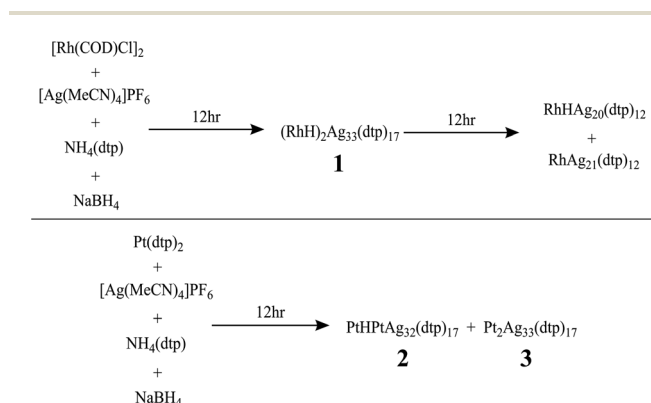 [Rh(COD)Cl]₂
+
[Ag(MeCN)₄]PF₆
+
NH₄(dtp)
+
NaBH₄
12hr
(RhH)₂Ag₃₃(dtp)₁₇
1
12hr
RhHAg₂₀(dtp)₁₂
+
RhAg₂₁(dtp)₁₂
Pt(dtp)₂
+
[Ag(MeCN)₄]PF₆
+
NH₄(dtp)
+
NaBH₄
12hr
PtHPtAg₃₂(dtp)₁₇ + Pt₂Ag₃₃(dtp)₁₇
2 3